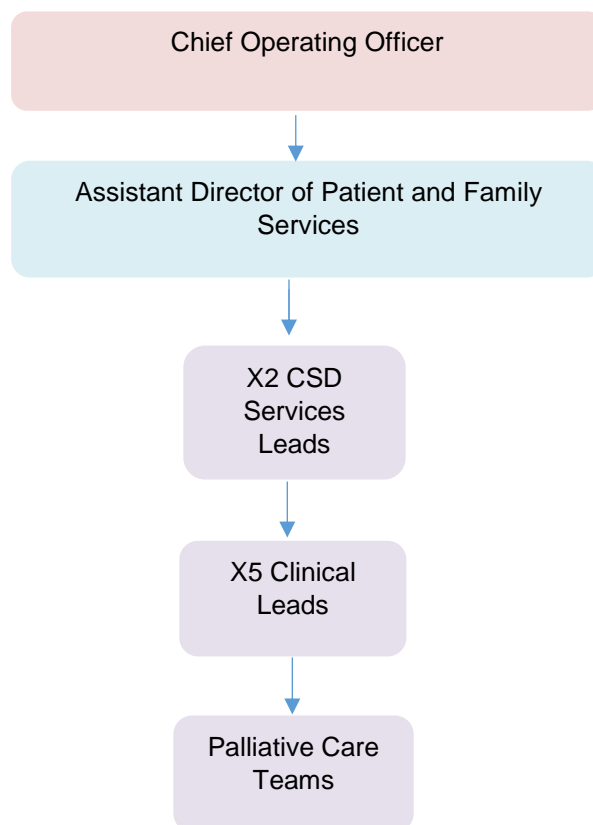 Chief Operating Officer
Assistant Director of Patient and Family
Services
X2 CSD
Services
Leads
X5 Clinical
Leads
Palliative Care
Teams